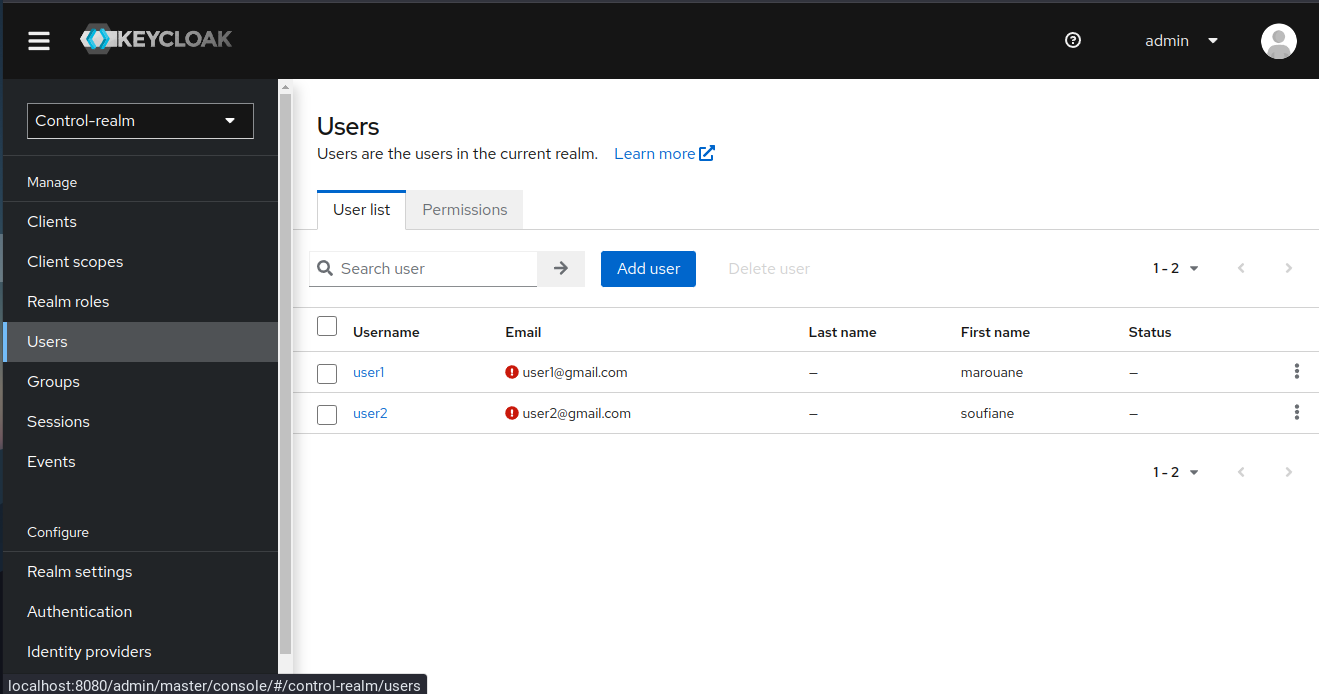 KEYCLOAK
admin
Control-realm
Manage
Clients
Client scopes
Realm roles
Users
Groups
Sessions
Events
Configure
Realm settings
Authentication
Identity providers
Users
Users are the users in the current realm. Learn more
User list Permissions
Search user Add user Delete user 1 - 2
Username Email Last name First name Status
user1 user1@gmail.com – marouane –
user2 user2@gmail.com – soufiane –
1 - 2
localhost:8080/admin/master/console/#/control-realm/users